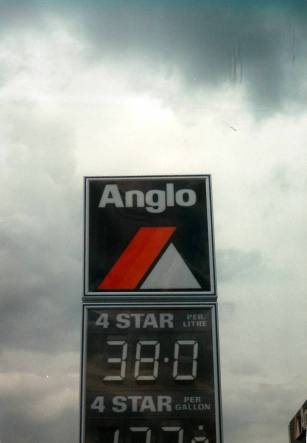 Anglo
4 STAR PER LITRE
38·0
4 STAR PER GALLON